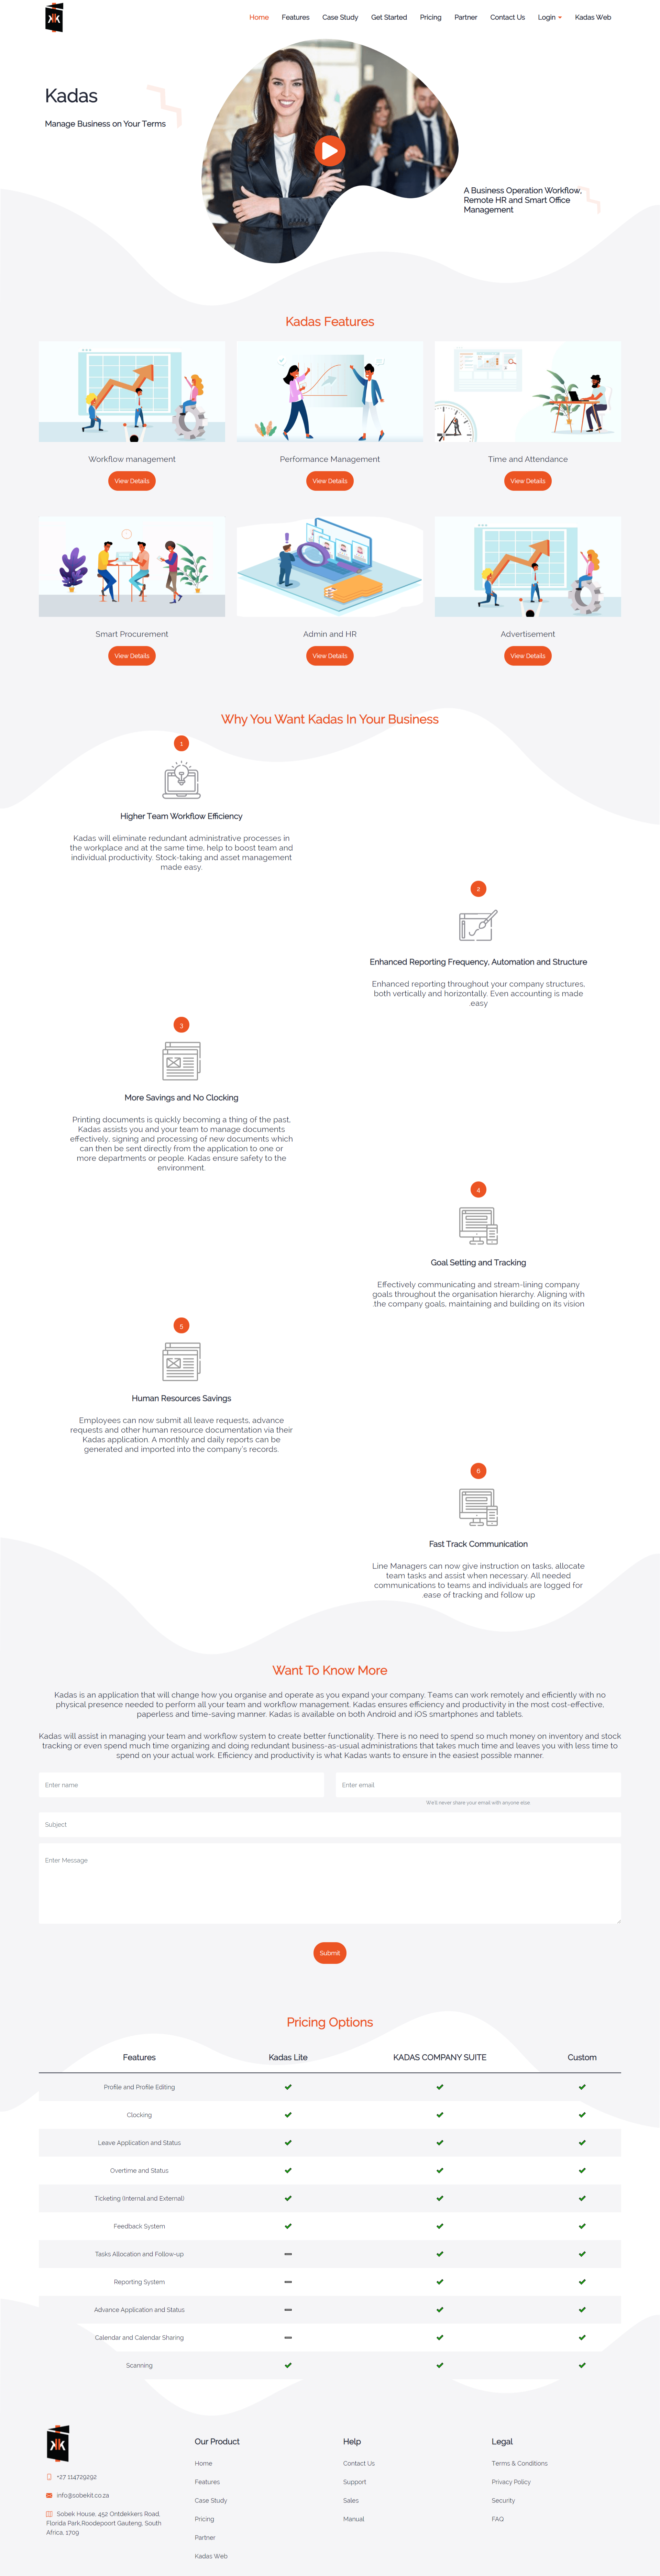 Home Features Case Study Get Started Pricing Partner Contact Us Login Kadas Web
Kadas
Manage Business on Your Terms
A Business Operation Workflow,
Remote HR and Smart Office
Management
Kadas Features
Workflow management
View Details
Performance Management
View Details
Time and Attendance
View Details
Smart Procurement
View Details
Admin and HR
View Details
Advertisement
View Details
Why You Want Kadas In Your Business
1
Higher Team Workflow Efficiency
Kadas will eliminate redundant administrative processes in
the workplace and at the same time, help to boost team and
individual productivity. Stock-taking and asset management
made easy.
2
Enhanced Reporting Frequency, Automation and Structure
Enhanced reporting throughout your company structures,
both vertically and horizontally. Even accounting is made
.easy
3
More Savings and No Clocking
Printing documents is quickly becoming a thing of the past.
Kadas assists you and your team to manage documents
effectively, signing and processing of new documents which
can then be sent directly from the application to one or
more departments or people. Kadas ensure safety to the
environment.
4
Goal Setting and Tracking
Effectively communicating and stream-lining company
goals throughout the organisation hierarchy. Aligning with
.the company goals, maintaining and building on its vision
5
Human Resources Savings
Employees can now submit all leave requests, advance
requests and other human resource documentation via their
Kadas application. A monthly and daily reports can be
generated and imported into the company's records.
6
Fast Track Communication
Line Managers can now give instruction on tasks, allocate
team tasks and assist when necessary. All needed
communications to teams and individuals are logged for
.ease of tracking and follow up
Want To Know More
Kadas is an application that will change how you organise and operate as you expand your company. Teams can work remotely and efficiently with no
physical presence needed to perform all your team and workflow management. Kadas ensures efficiency and productivity in the most cost-effective,
paperless and time-saving manner. Kadas is available on both Android and iOS smartphones and tablets.
Kadas will assist in managing your team and workflow system to create better functionality. There is no need to spend so much money on inventory and stock
tracking or even spend much time organizing and doing redundant business-as-usual administrations that takes much time and leaves you with less time to
spend on your actual work. Efficiency and productivity is what Kadas wants to ensure in the easiest possible manner.
Enter name
Enter email
We'll never share your email with anyone else.
Subject
Enter Message
Submit
Pricing Options
Features Kadas Lite KADAS COMPANY SUITE Custom
Profile and Profile Editing
Clocking
Leave Application and Status
Overtime and Status
Ticketing (Internal and External)
Feedback System
Tasks Allocation and Follow-up
Reporting System
Advance Application and Status
Calendar and Calendar Sharing
Scanning
+27 114729292
info@sobekit.co.za
Sobek House, 452 Ontdekkers Road,
Florida Park,Roodepoort Gauteng, South
Africa, 1709
Our Product
Home
Features
Case Study
Pricing
Partner
Kadas Web
Help
Contact Us
Support
Sales
Manual
Legal
Terms & Conditions
Privacy Policy
Security
FAQ